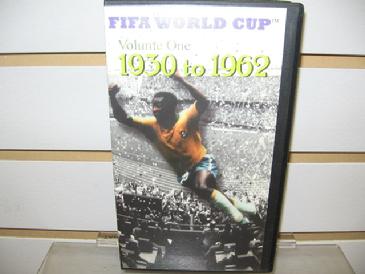 FIFA WORLD CUP™
Volume One
1930 to 1962